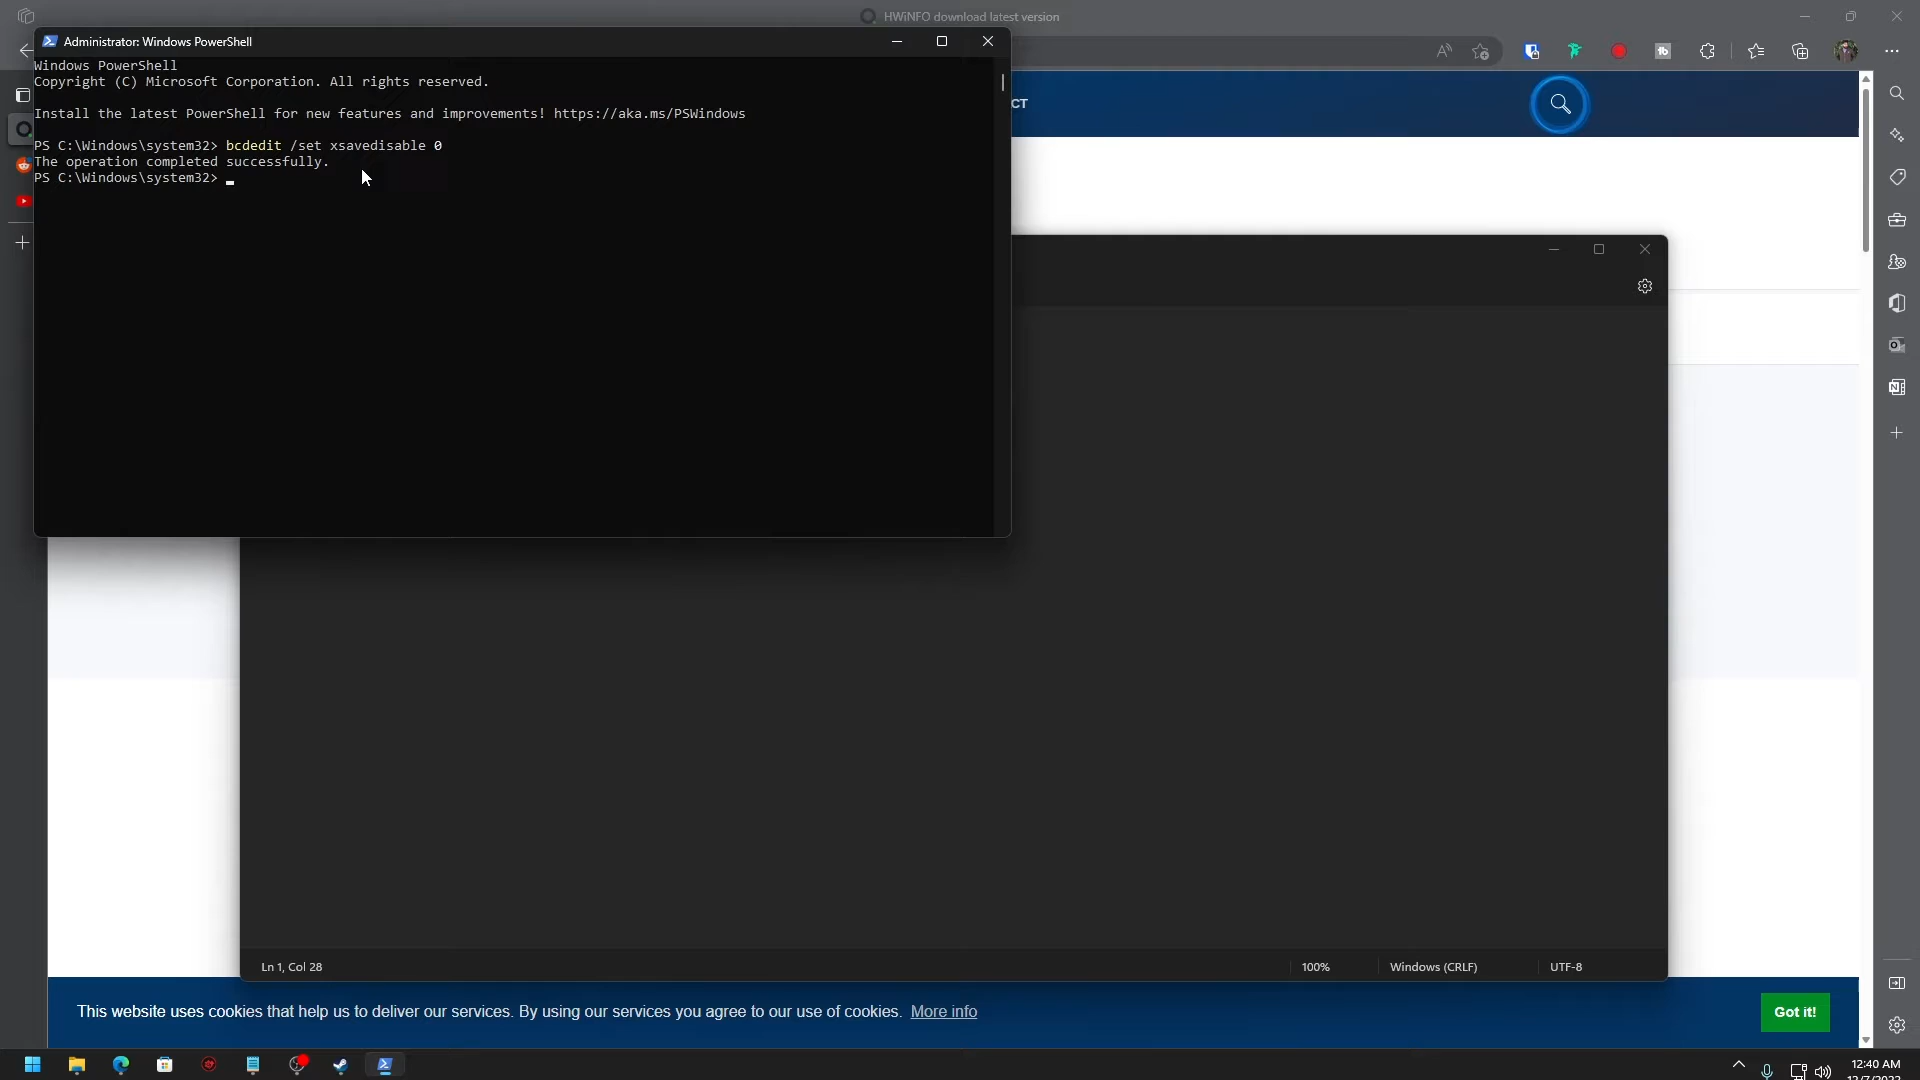 HWiNFO download latest version
Administrator: Windows PowerShell
Windows PowerShell
Copyright (C) Microsoft Corporation. All rights reserved.
Install the latest PowerShell for new features and improvements! https://aka.ms/PSWindows
PS C:\Windows\system32> bcdedit /set xsavedisable 0
The operation completed successfully.
PS C:\Windows\system32>
CT
Ln 1, Col 28
100%
Windows (CRLF)
UTF-8
This website uses cookies that help us to deliver our services. By using our services you agree to our use of cookies. More info
Got it!
12:40 AM